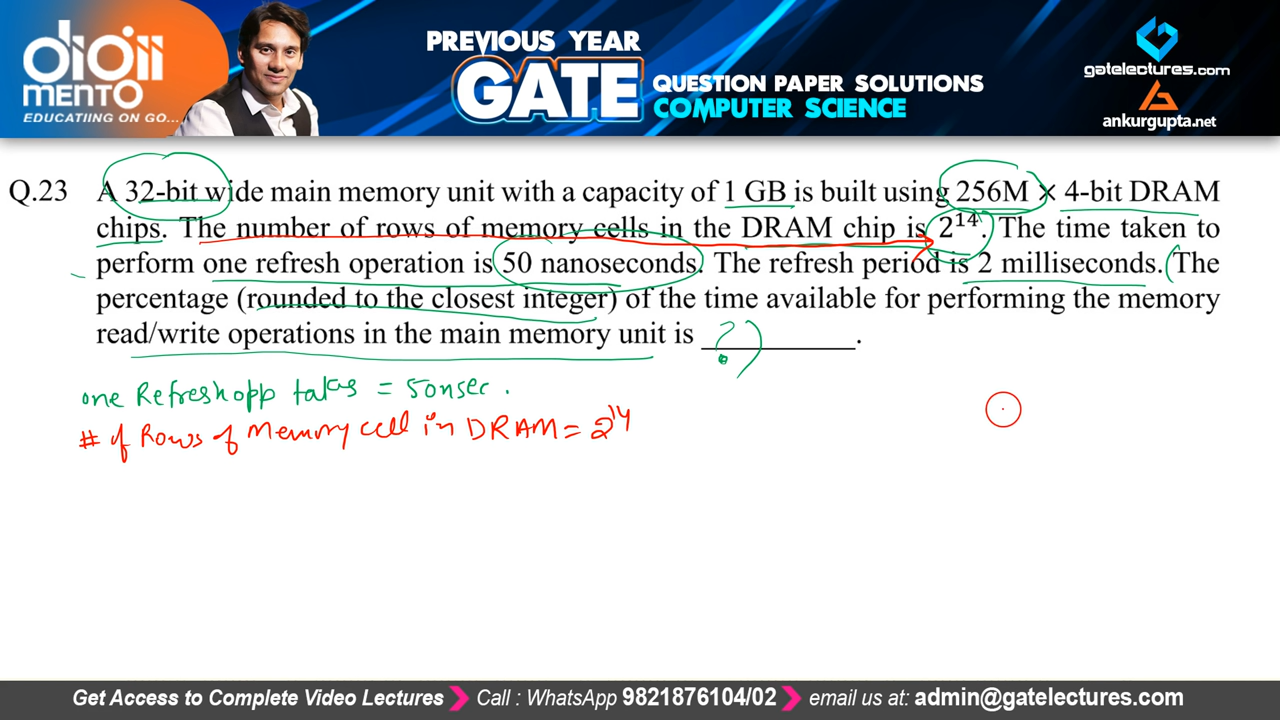 digii
MENTO
EDUCATIING ON GO...
PREVIOUS YEAR
GATE
QUESTION PAPER SOLUTIONS
COMPUTER SCIENCE
gatelectures.com
ankurgupta.net
Q.23 A 32-bit wide main memory unit with a capacity of 1 GB is built using 256M × 4-bit DRAM
chips. The number of rows of memory cells in the DRAM chip is 2¹⁴. The time taken to
perform one refresh operation is 50 nanoseconds. The refresh period is 2 milliseconds. (The
percentage (rounded to the closest integer) of the time available for performing the memory
read/write operations in the main memory unit is ___?)___.
one Refresh opp takes = 50nsec.
# of Rows of Memory cell in DRAM = 2¹⁴
Get Access to Complete Video Lectures Call : WhatsApp 9821876104/02 email us at: admin@gatelectures.com